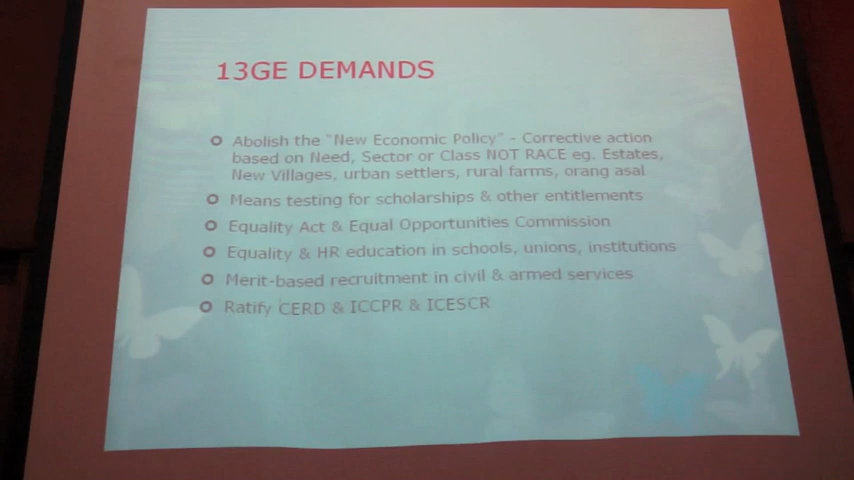 13GE DEMANDS
Abolish the "New Economic Policy" - Corrective action
based on Need, Sector or Class NOT RACE eg. Estates,
New Villages, urban settlers, rural farms, orang asal
Means testing for scholarships & other entitlements
Equality Act & Equal Opportunities Commission
Equality & HR education in schools, unions, institutions
Merit-based recruitment in civil & armed services
Ratify CERD & ICCPR & ICESCR